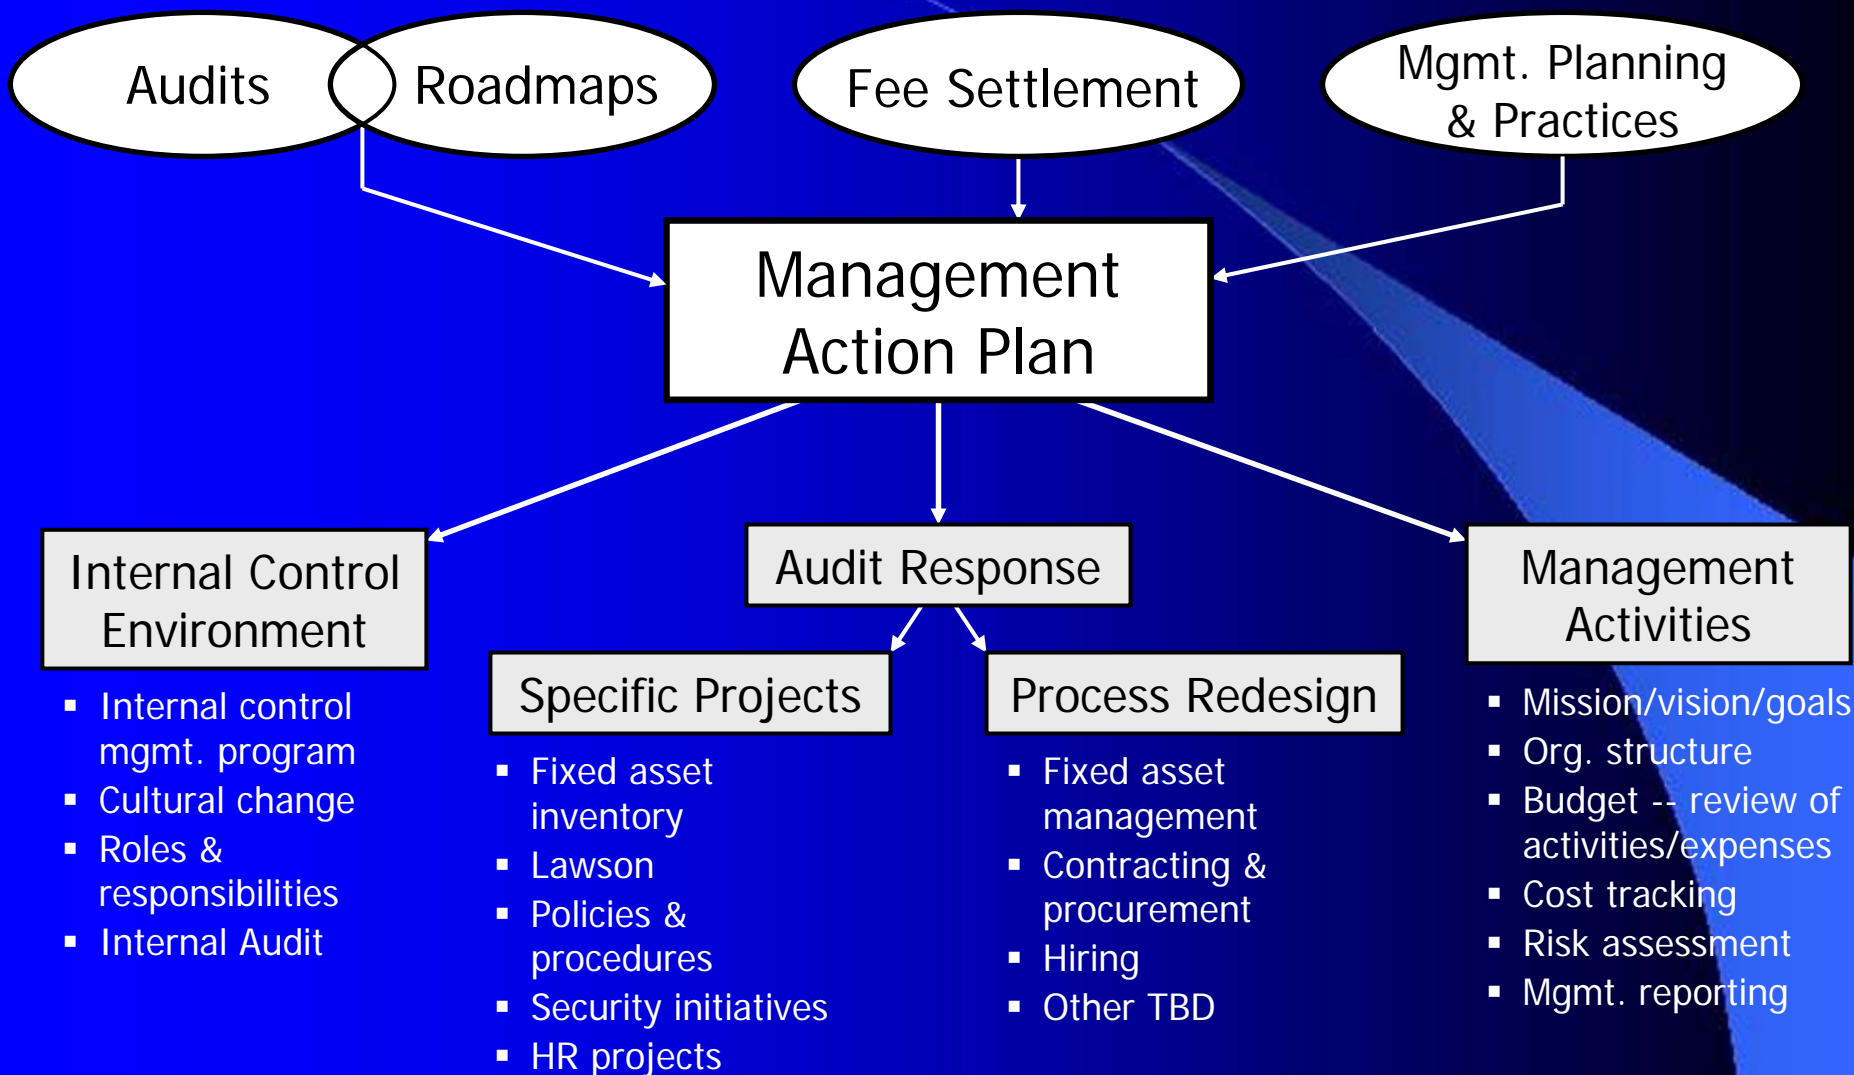 Audits
Roadmaps
Fee Settlement
Mgmt. Planning
& Practices
Management
Action Plan
Internal Control
Environment
▪ Internal control
mgmt. program
▪ Cultural change
▪ Roles &
responsibilities
▪ Internal Audit
Audit Response
Specific Projects
▪ Fixed asset
inventory
▪ Lawson
▪ Policies &
procedures
▪ Security initiatives
▪ HR projects
Process Redesign
▪ Fixed asset
management
▪ Contracting &
procurement
▪ Hiring
▪ Other TBD
Management
Activities
▪ Mission/vision/goals
▪ Org. structure
▪ Budget -- review of
activities/expenses
▪ Cost tracking
▪ Risk assessment
▪ Mgmt. reporting